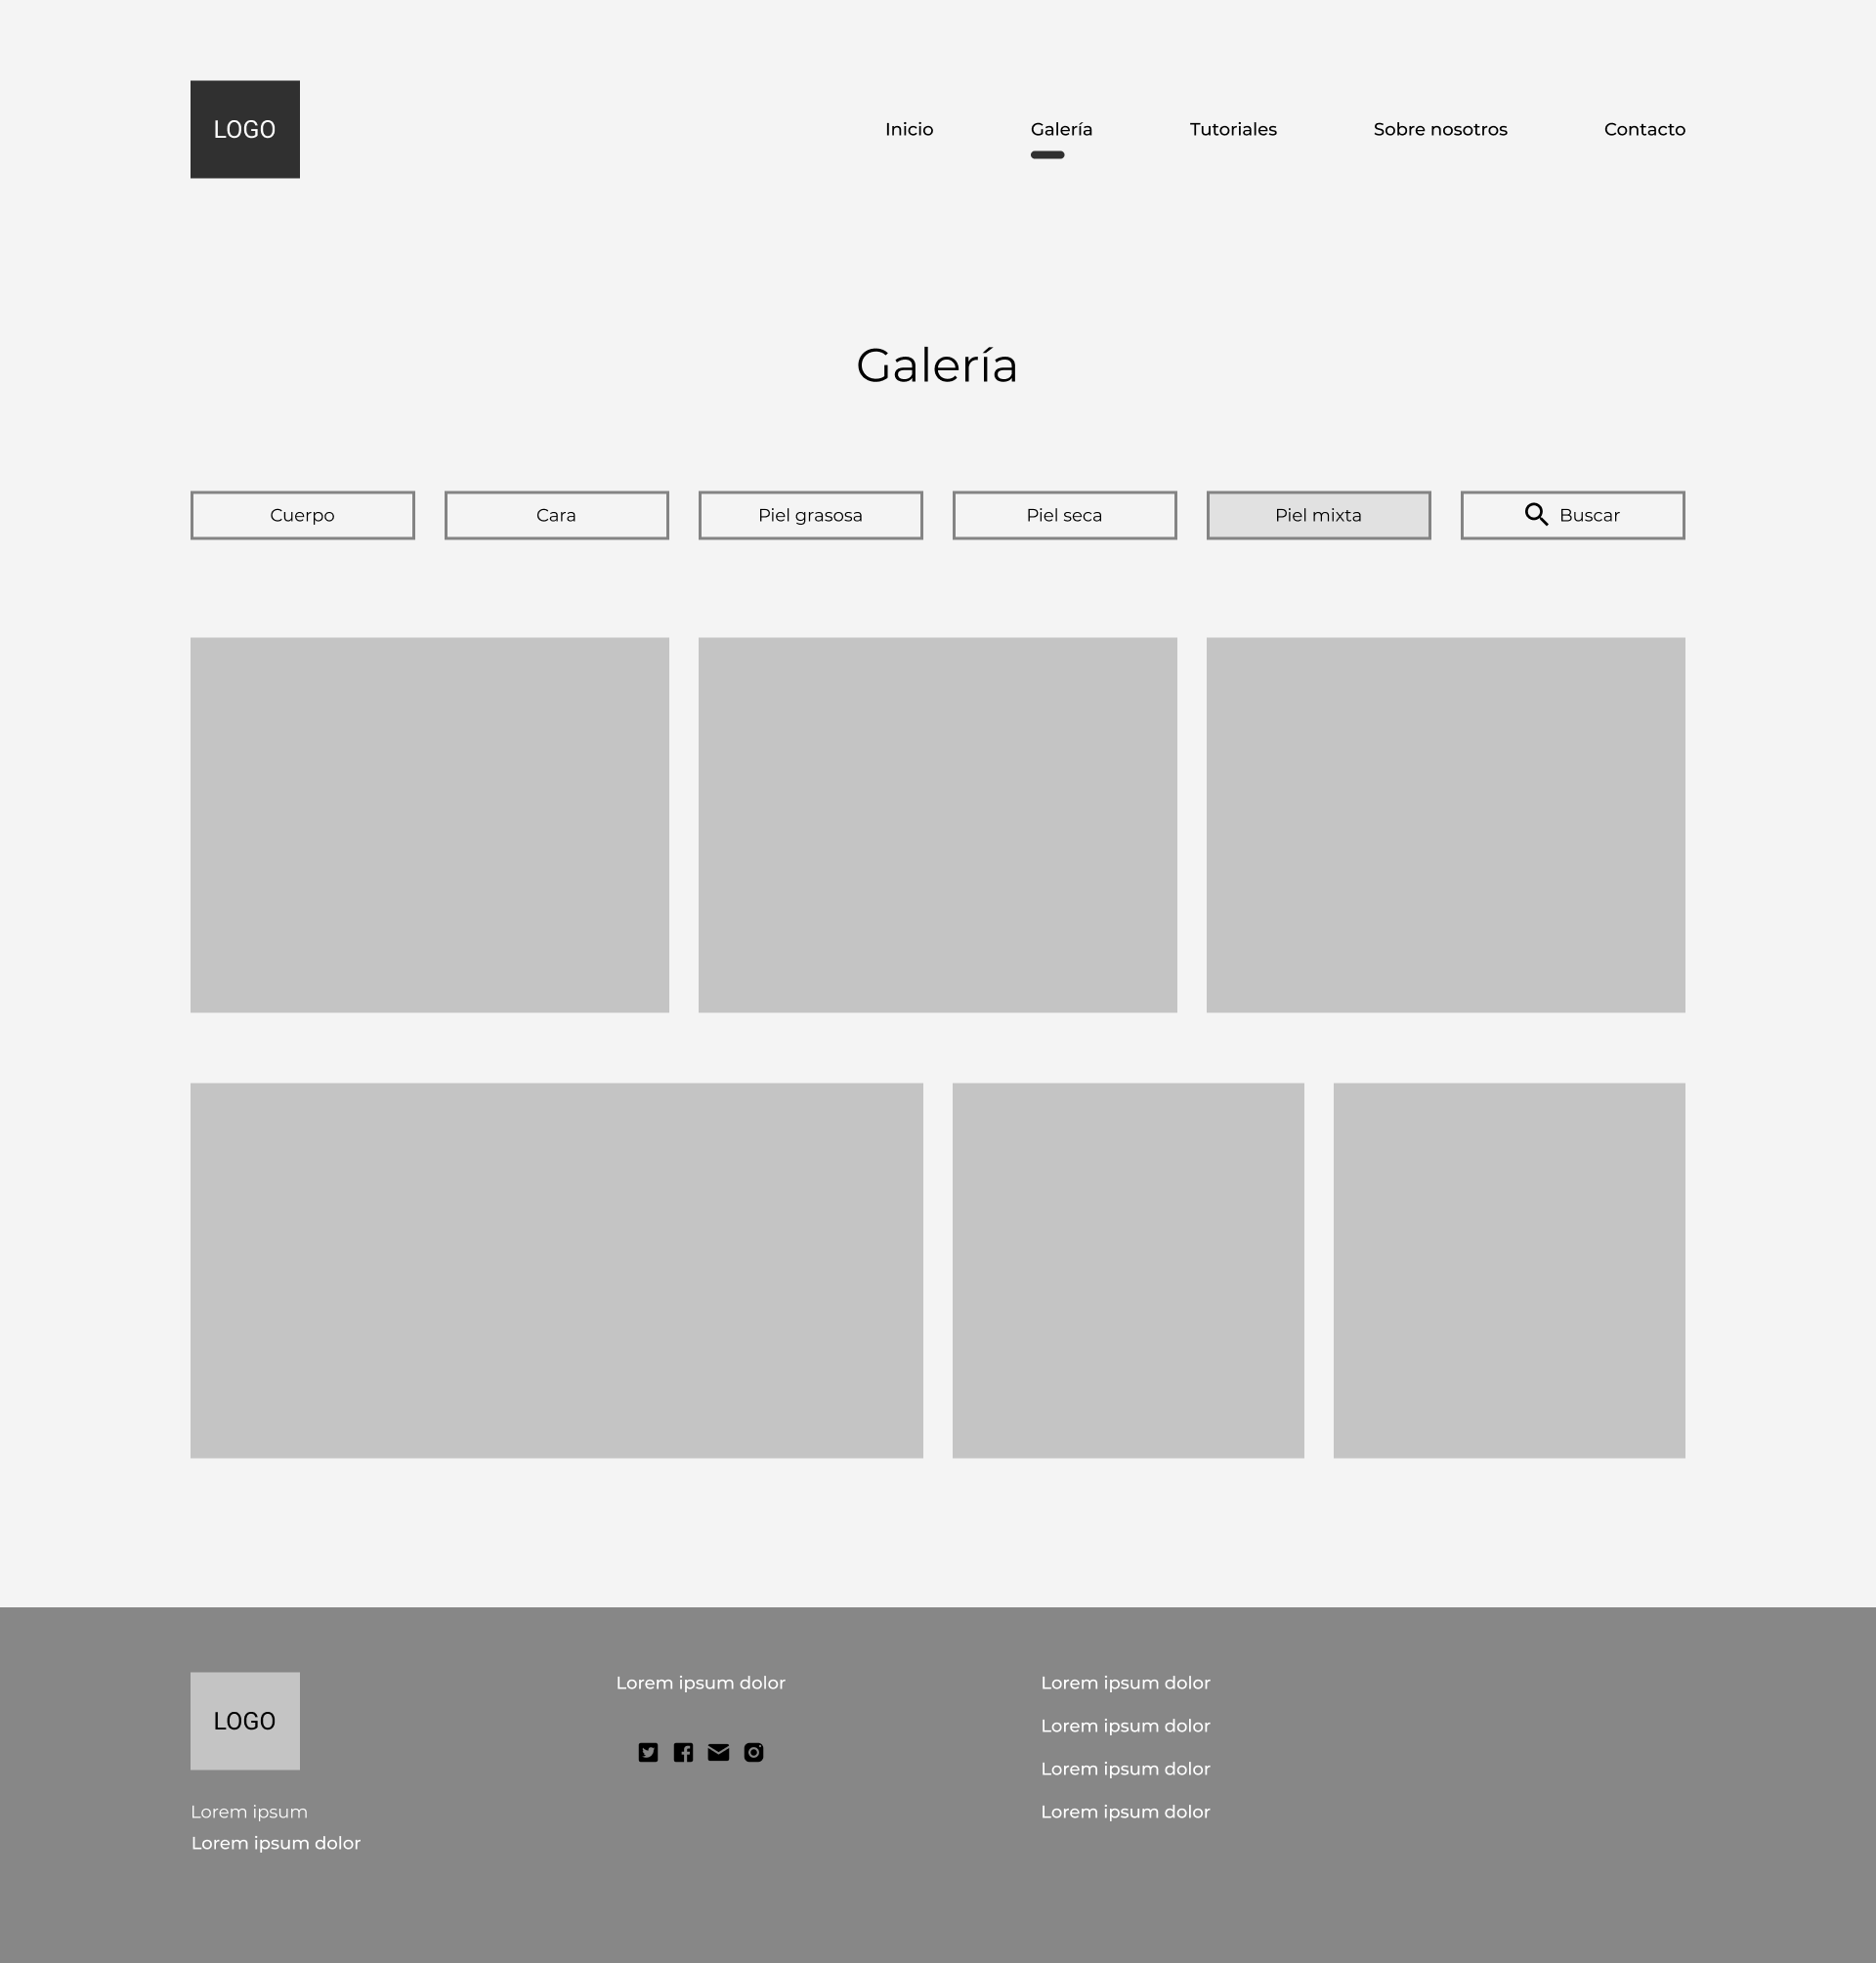 LOGO
Inicio
Galería
Tutoriales
Sobre nosotros
Contacto
Galería
Cuerpo
Cara
Piel grasosa
Piel seca
Piel mixta
Buscar
LOGO
Lorem ipsum
Lorem ipsum dolor
Lorem ipsum dolor
Lorem ipsum dolor
Lorem ipsum dolor
Lorem ipsum dolor
Lorem ipsum dolor